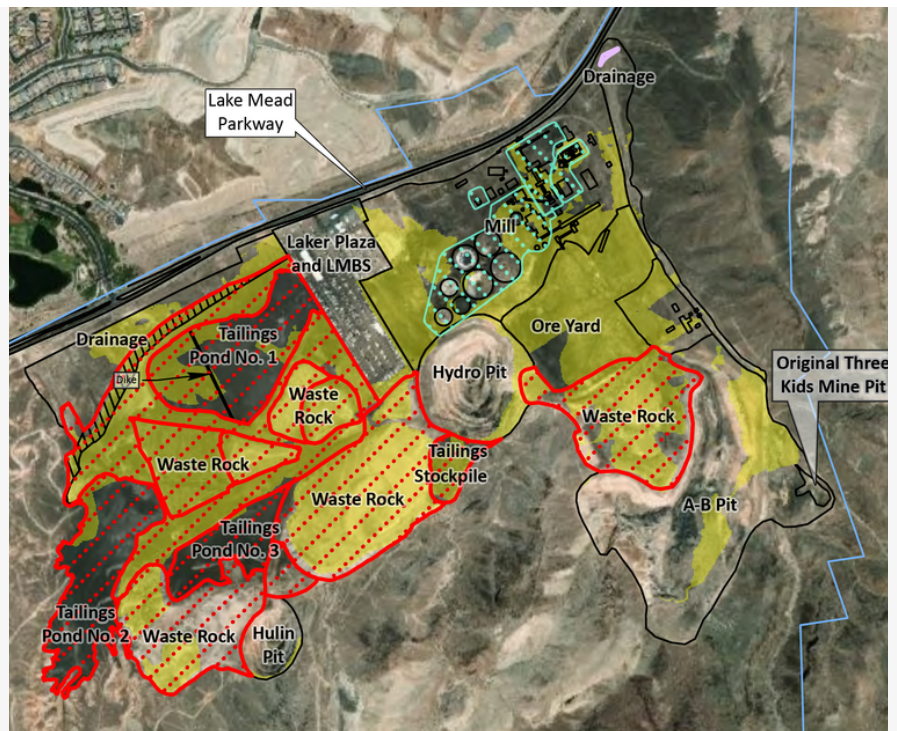 Drainage
Lake Mead
Parkway
Mill
Laker Plaza
and LMBS
Drainage
Tailings
Pond No. 1
Dike
Ore Yard
Hydro Pit
Original Three
Kids Mine Pit
Waste
Rock
Waste Rock
Waste Rock
Tailings
Stockpile
Waste Rock
A-B Pit
Tailings
Pond No. 3
Tailings
Pond No. 2
Waste Rock
Hulin
Pit